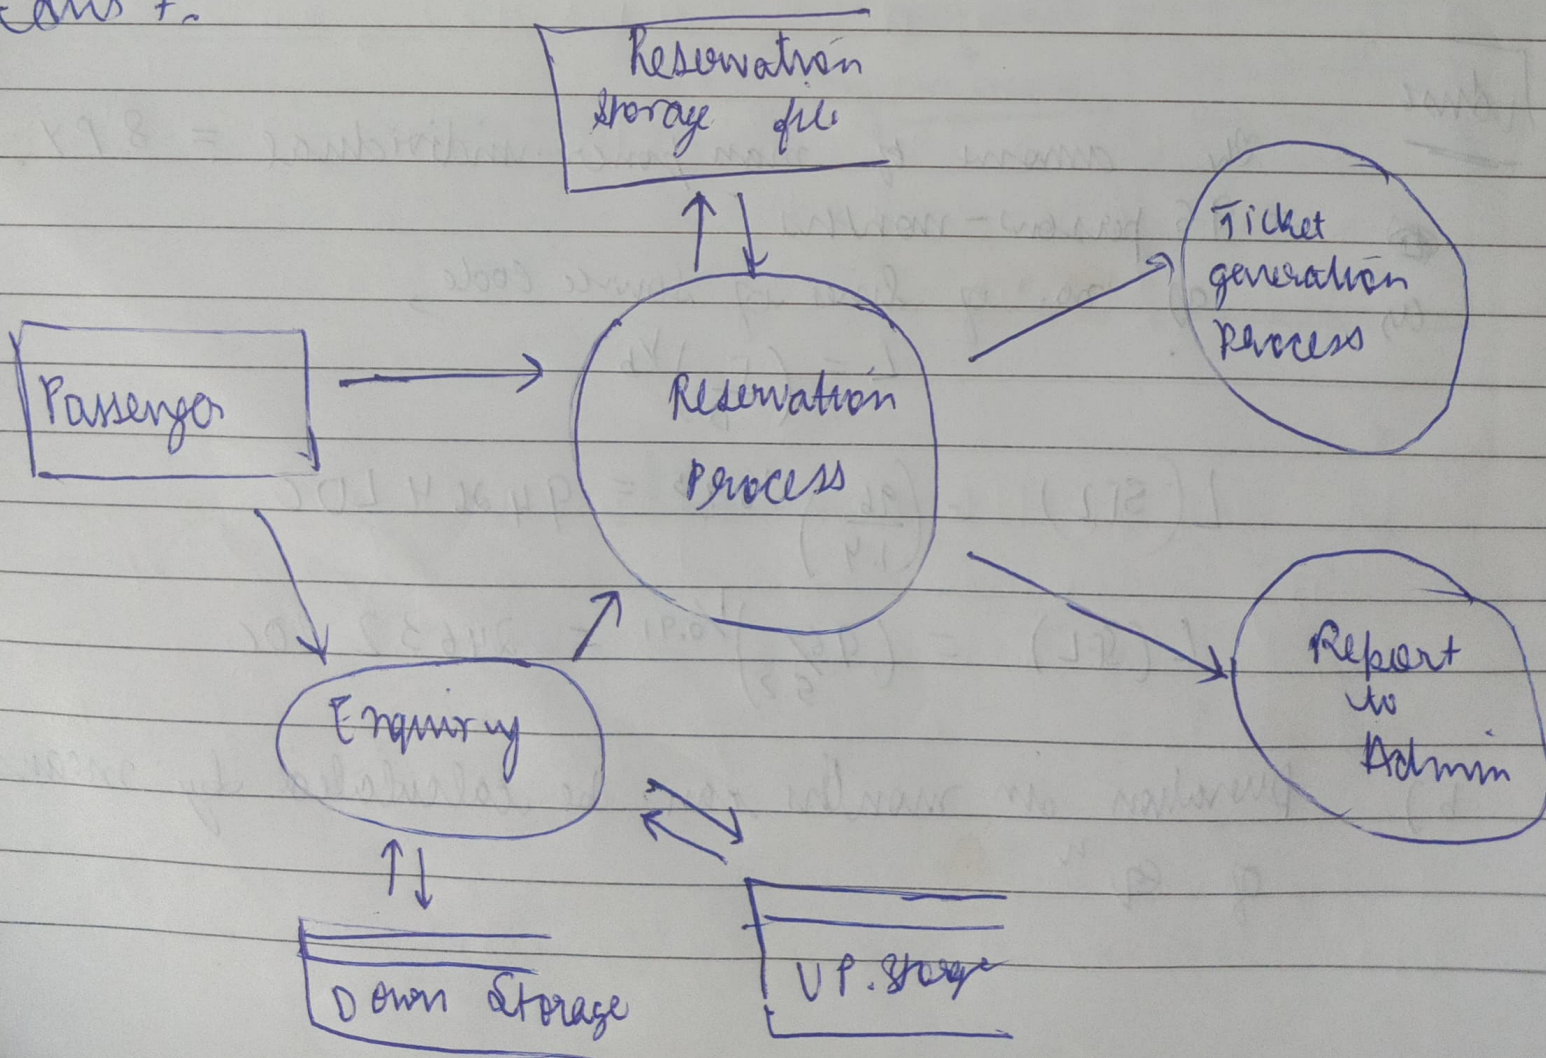 Reservation
Storage file
Ticket
generation
Process
Passenger
Reservation
Process
Enquiry
Report
to
Admin
Down Storage
UP. Storage